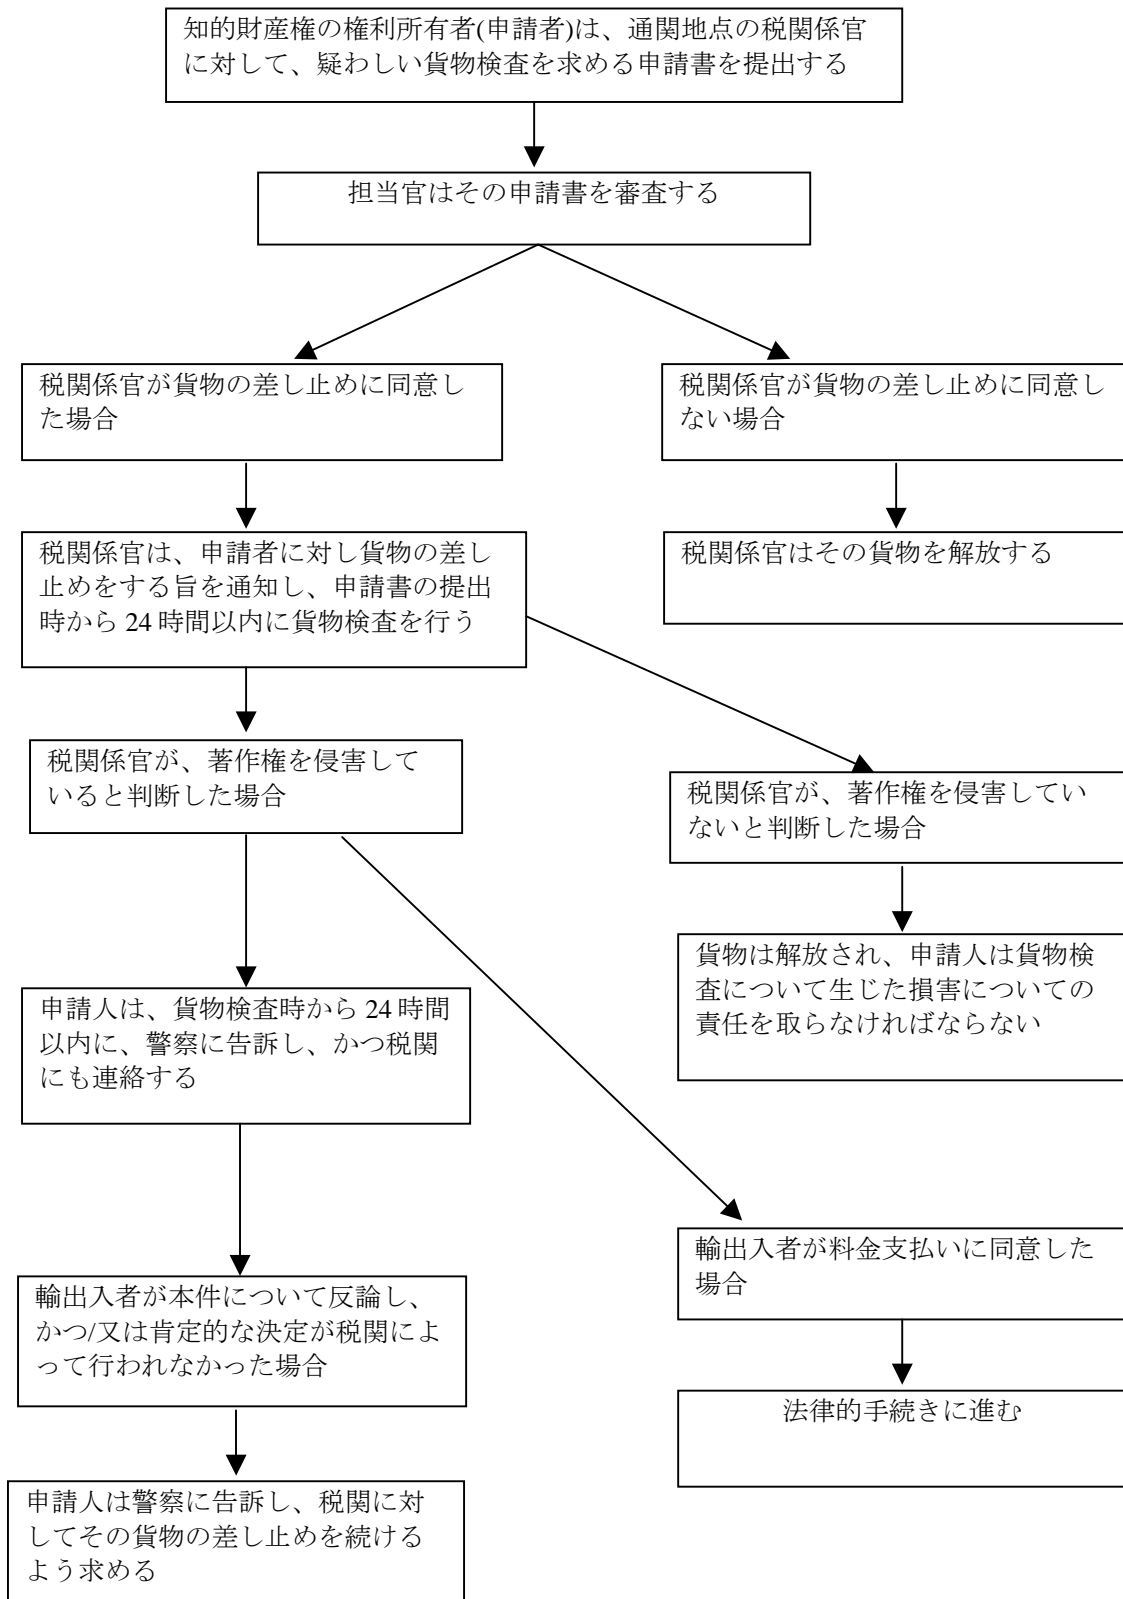 知的財産権の権利所有者(申請者)は、通関地点の税関係官
に対して、疑わしい貨物検査を求める申請書を提出する
担当官はその申請書を審査する
税関係官が貨物の差し止めに同意し
た場合
税関係官が貨物の差し止めに同意し
ない場合
税関係官は、申請者に対し貨物の差し
止めをする旨を通知し、申請書の提出
時から 24 時間以内に貨物検査を行う
税関係官はその貨物を解放する
税関係官が、著作権を侵害して
いると判断した場合
税関係官が、著作権を侵害してい
ないと判断した場合
貨物は解放され、申請人は貨物検
査について生じた損害についての
責任を取らなければならない
申請人は、貨物検査時から 24 時間
以内に、警察に告訴し、かつ税関
にも連絡する
輸出入者が料金支払いに同意した
場合
輸出入者が本件について反論し、
かつ/又は肯定的な決定が税関によ
って行われなかった場合
法律的手続きに進む
申請人は警察に告訴し、税関に対
してその貨物の差し止めを続ける
よう求める